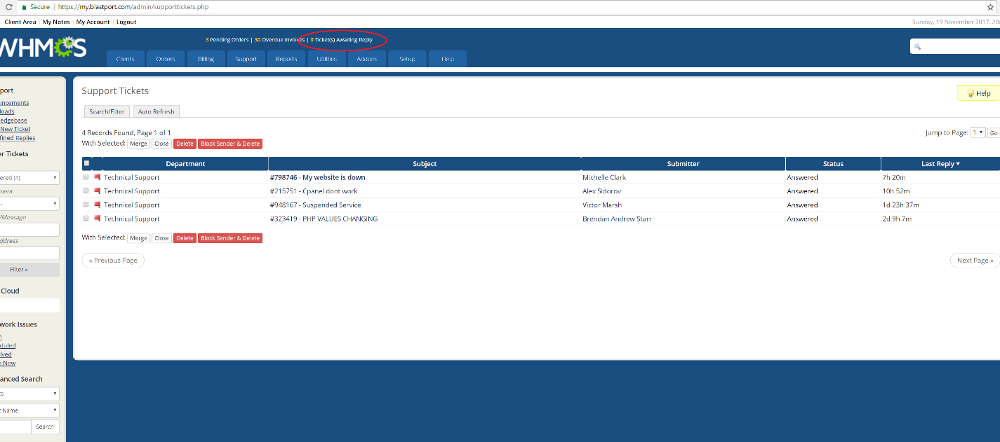 Secure https://my.blastport.com/admin/supporttickets.php
Client Area My Notes My Account Logout
Sunday, 19 November 2017, 20:
WHMCS
3 Pending Orders | 30 Overdue Invoices | 0 Ticket(s) Awaiting Reply
Clients Orders Billing Support Reports Utilities Addons Setup Help
port
Support Tickets
Help
uncements
loads
edgebase
New Ticket
fined Replies
Search/Filter Auto Refresh
4 Records Found, Page 1 of 1
Jump to Page: 1 Go
With Selected: Merge Close Delete Block Sender & Delete
er Tickets
Department Subject Submitter Status Last Reply
ered (4)
Technical Support #798746 - My website is down Michelle Clark Answered 7h 20m
ment
Technical Support #215751 - Cpanel dont work Alex Sidorov Answered 10h 52m
-
Technical Support #948167 - Suspended Service Victor Marsh Answered 1d 23h 37m
/Message
Technical Support #323419 - PHP VALUES CHANGING Brendan Andrew Starr Answered 2d 9h 7m
ddress
With Selected: Merge Close Delete Block Sender & Delete
« Previous Page
Next Page »
Filter »
Cloud
work Issues
n
duled
lved
e New
anced Search
ts
t Name
Search